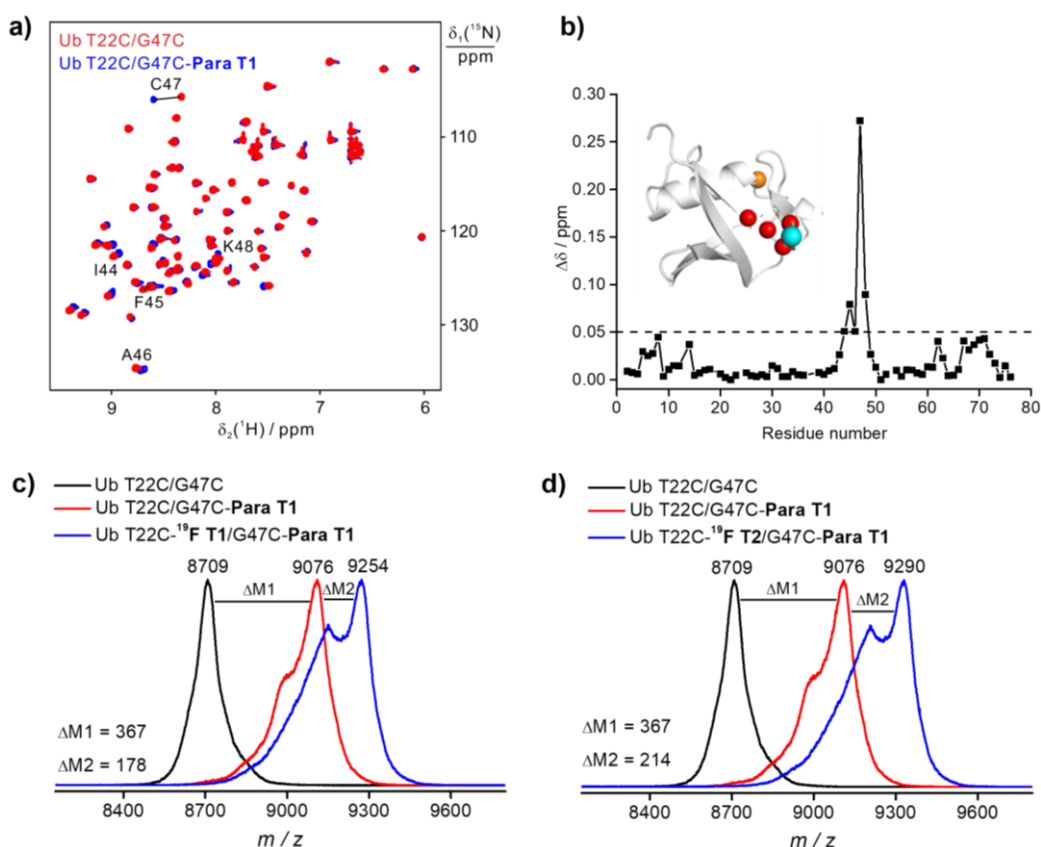 a)
Ub T22C/G47C
Ub T22C/G47C-Para T1
C47
I44
F45
K48
A46
δ₁(¹⁵N)
ppm
110
120
130
9 8 7 6
δ₂(¹H) / ppm
b)
Δδ / ppm
0.30
0.25
0.20
0.15
0.10
0.05
0.00
0 10 20 30 40 50 60 70 80
Residue number
c)
Ub T22C/G47C
Ub T22C/G47C-Para T1
Ub T22C-¹⁹F T1/G47C-Para T1
8709 9076 9254
ΔM1 ΔM2
ΔM1 = 367
ΔM2 = 178
8400 8700 9000 9300 9600
m / z
d)
Ub T22C/G47C
Ub T22C/G47C-Para T1
Ub T22C-¹⁹F T2/G47C-Para T1
8709 9076 9290
ΔM1 ΔM2
ΔM1 = 367
ΔM2 = 214
8400 8700 9000 9300 9600
m / z